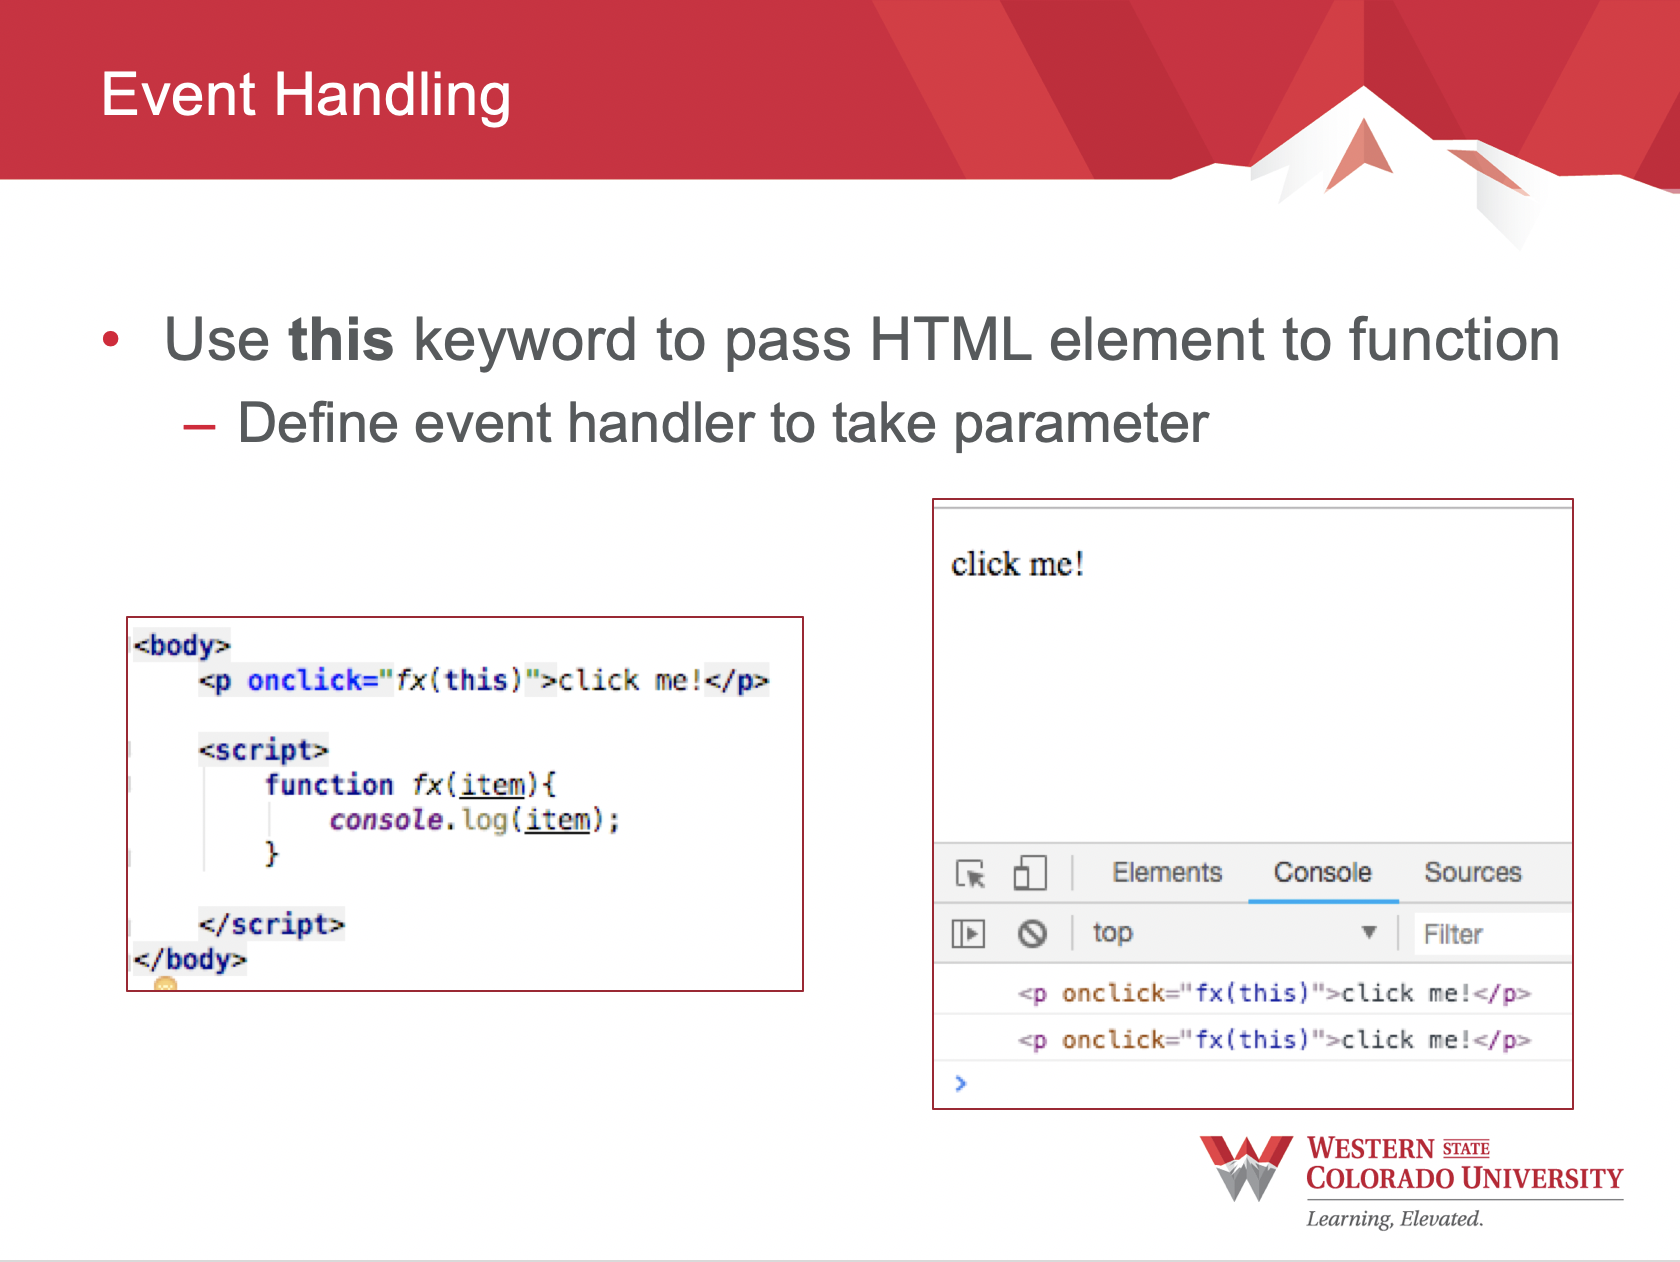 Event Handling
• Use this keyword to pass HTML element to function
– Define event handler to take parameter
<body>
<p onclick="fx(this)">click me!</p>
<script>
function fx(item){
console.log(item);
}
</script>
</body>
click me!
Elements Console Sources
top ▼ Filter
<p onclick="fx(this)">click me!</p>
<p onclick="fx(this)">click me!</p>
>
WESTERN STATE
COLORADO UNIVERSITY
Learning, Elevated.